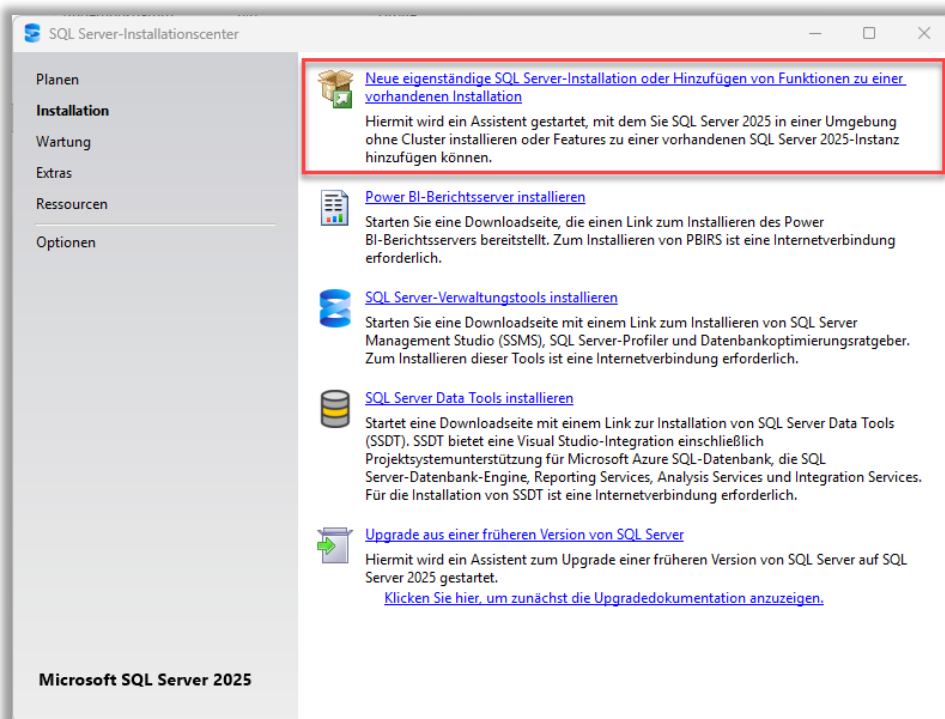 SQL Server-Installationscenter
Planen
Installation
Wartung
Extras
Ressourcen
Optionen
Microsoft SQL Server 2025
Neue eigenständige SQL Server-Installation oder Hinzufügen von Funktionen zu einer
vorhandenen Installation
Hiermit wird ein Assistent gestartet, mit dem Sie SQL Server 2025 in einer Umgebung
ohne Cluster installieren oder Features zu einer vorhandenen SQL Server 2025-Instanz
hinzufügen können.
Power BI-Berichtsserver installieren
Starten Sie eine Downloadseite, die einen Link zum Installieren des Power
BI-Berichtsservers bereitstellt. Zum Installieren von PBIRS ist eine Internetverbindung
erforderlich.
SQL Server-Verwaltungstools installieren
Starten Sie eine Downloadseite mit einem Link zum Installieren von SQL Server
Management Studio (SSMS), SQL Server-Profiler und Datenbankoptimierungsratgeber.
Zum Installieren dieser Tools ist eine Internetverbindung erforderlich.
SQL Server Data Tools installieren
Startet eine Downloadseite mit einem Link zur Installation von SQL Server Data Tools
(SSDT). SSDT bietet eine Visual Studio-Integration einschließlich
Projektsystemunterstützung für Microsoft Azure SQL-Datenbank, die SQL
Server-Datenbank-Engine, Reporting Services, Analysis Services und Integration Services.
Für die Installation von SSDT ist eine Internetverbindung erforderlich.
Upgrade aus einer früheren Version von SQL Server
Hiermit wird ein Assistent zum Upgrade einer früheren Version von SQL Server auf SQL
Server 2025 gestartet.
Klicken Sie hier, um zunächst die Upgradedokumentation anzuzeigen.